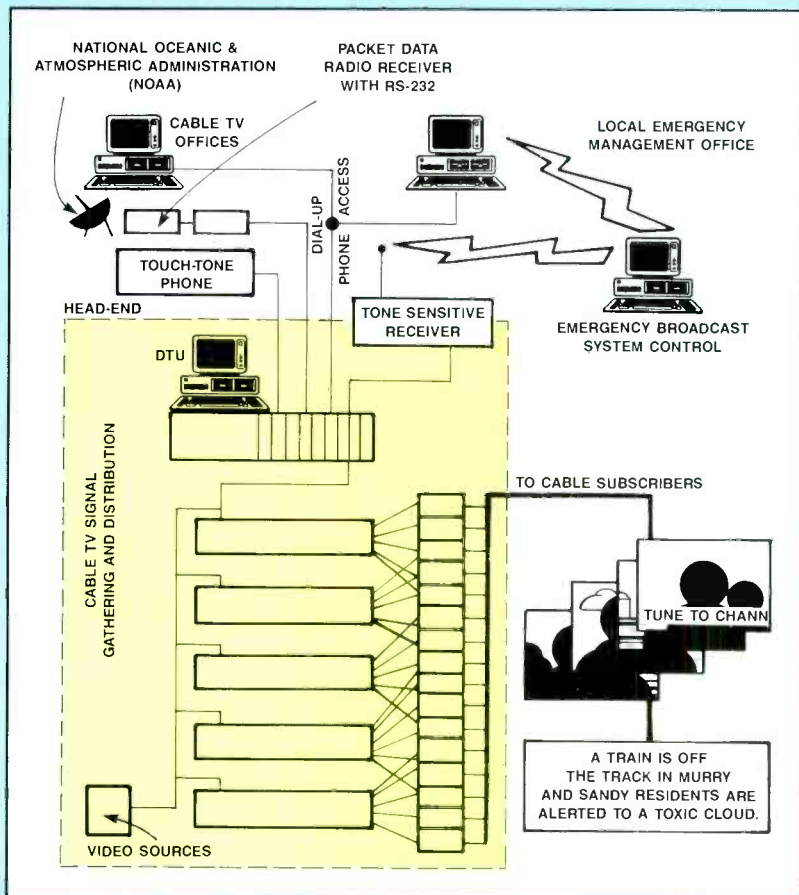 NATIONAL OCEANIC &
ATMOSPHERIC ADMINISTRATION
(NOAA)
PACKET DATA
RADIO RECEIVER
WITH RS-232
CABLE TV
OFFICES
LOCAL EMERGENCY
MANAGEMENT OFFICE
DIAL-UP
PHONE ACCESS
TOUCH-TONE
PHONE
HEAD-END
TONE SENSITIVE
RECEIVER
EMERGENCY BROADCAST
SYSTEM CONTROL
DTU
CABLE TV SIGNAL
GATHERING AND DISTRIBUTION
TO CABLE SUBSCRIBERS
TUNE TO CHANN
A TRAIN IS OFF
THE TRACK IN MURRY
AND SANDY RESIDENTS ARE
ALERTED TO A TOXIC CLOUD.
VIDEO SOURCES